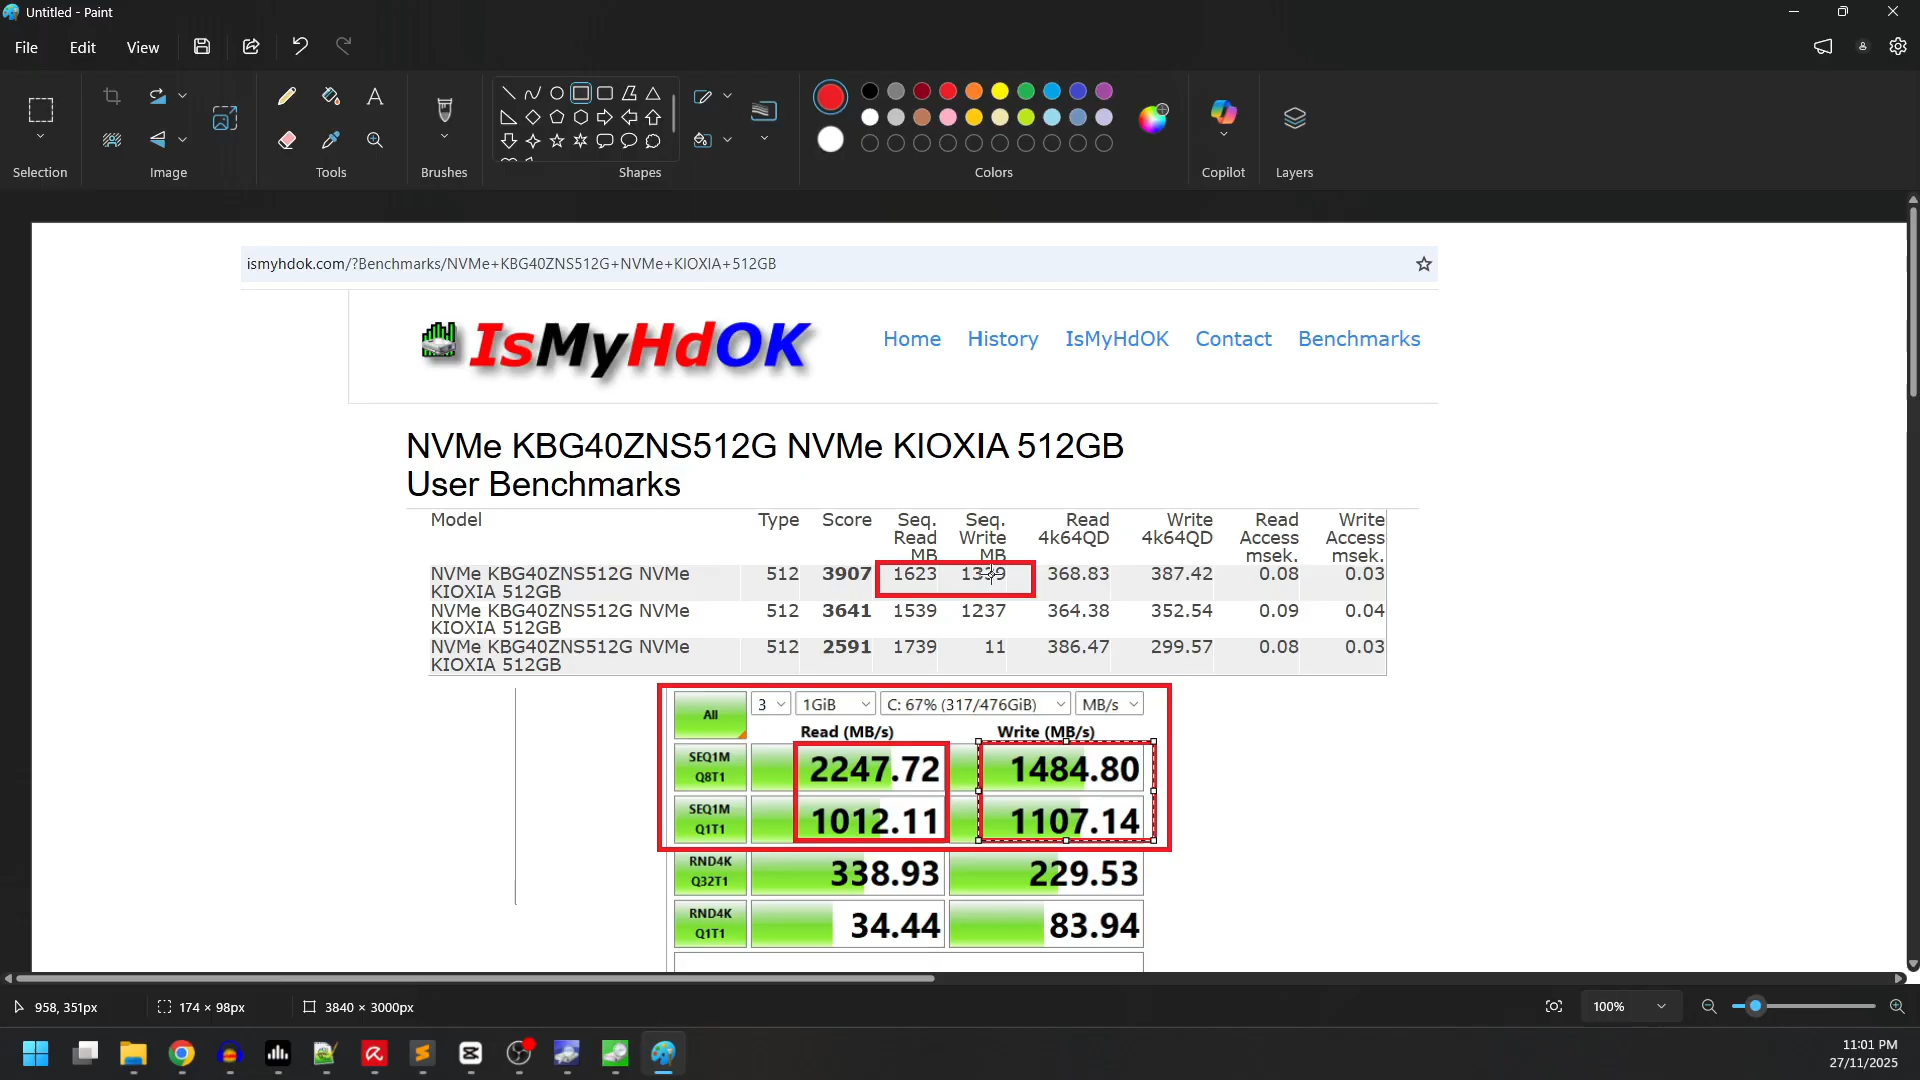 Untitled - Paint
File Edit View
Selection Image Tools Brushes Shapes Colors Copilot Layers
ismyhdok.com/?Benchmarks/NVMe+KBG40ZNS512G+NVMe+KIOXIA+512GB
IsMyHdOK
Home History IsMyHdOK Contact Benchmarks
NVMe KBG40ZNS512G NVMe KIOXIA 512GB
User Benchmarks
Model Type Score Seq. Read MB Seq. Write MB Read 4k64QD Write 4k64QD Read Access msek. Write Access msek.
NVMe KBG40ZNS512G NVMe KIOXIA 512GB 512 3907 1623 368.83 387.42 0.08 0.03
NVMe KBG40ZNS512G NVMe KIOXIA 512GB 512 3641 1539 1237 364.38 352.54 0.09 0.04
NVMe KBG40ZNS512G NVMe KIOXIA 512GB 512 2591 1739 11 386.47 299.57 0.08 0.03
All 3 1GiB C: 67% (317/476GiB) MB/s
Read (MB/s) Write (MB/s)
SEQ1M Q8T1 2247.72 1484.80
SEQ1M Q1T1 1012.11 1107.14
RND4K Q32T1 338.93 229.53
RND4K Q1T1 34.44 83.94
958, 351px 174 × 98px 3840 × 3000px 100%
11:01 PM
27/11/2025